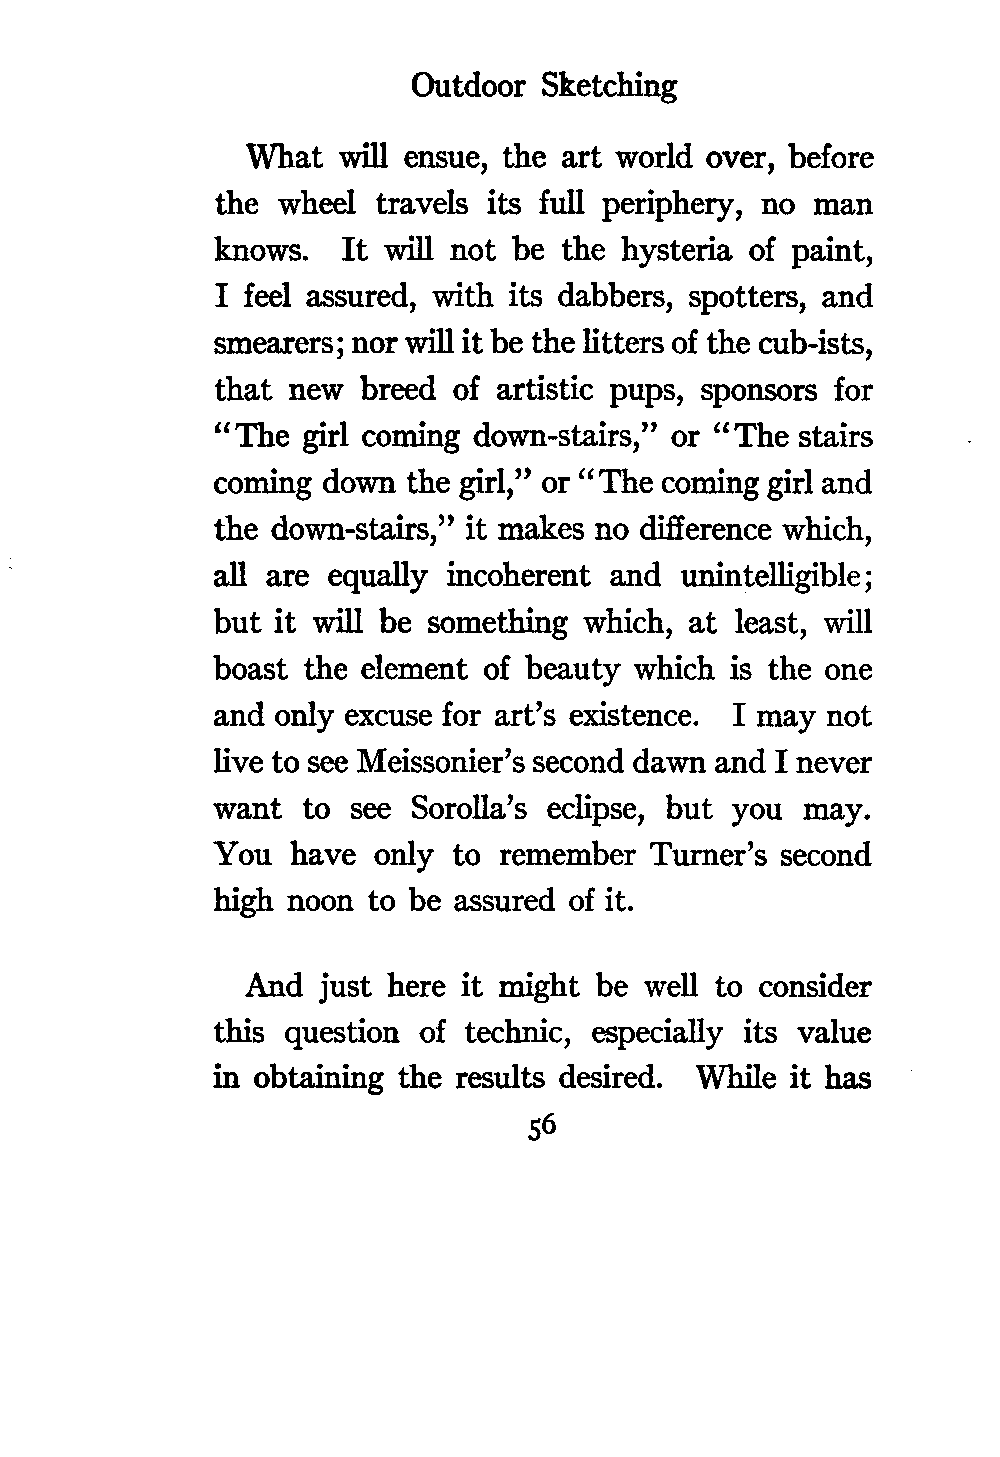 Outdoor Sketching
What will ensue, the art world over, before
the wheel travels its full periphery, no man
knows. It will not be the hysteria of paint,
I feel assured, with its dabbers, spotters, and
smearers; nor will it be the litters of the cub-ists,
that new breed of artistic pups, sponsors for
“The girl coming down-stairs,” or “The stairs
coming down the girl,” or “The coming girl and
the down-stairs,” it makes no difference which,
all are equally incoherent and unintelligible;
but it will be something which, at least, will
boast the element of beauty which is the one
and only excuse for art’s existence. I may not
live to see Meissonier’s second dawn and I never
want to see Sorolla’s eclipse, but you may.
You have only to remember Turner’s second
high noon to be assured of it.
And just here it might be well to consider
this question of technic, especially its value
in obtaining the results desired. While it has
56